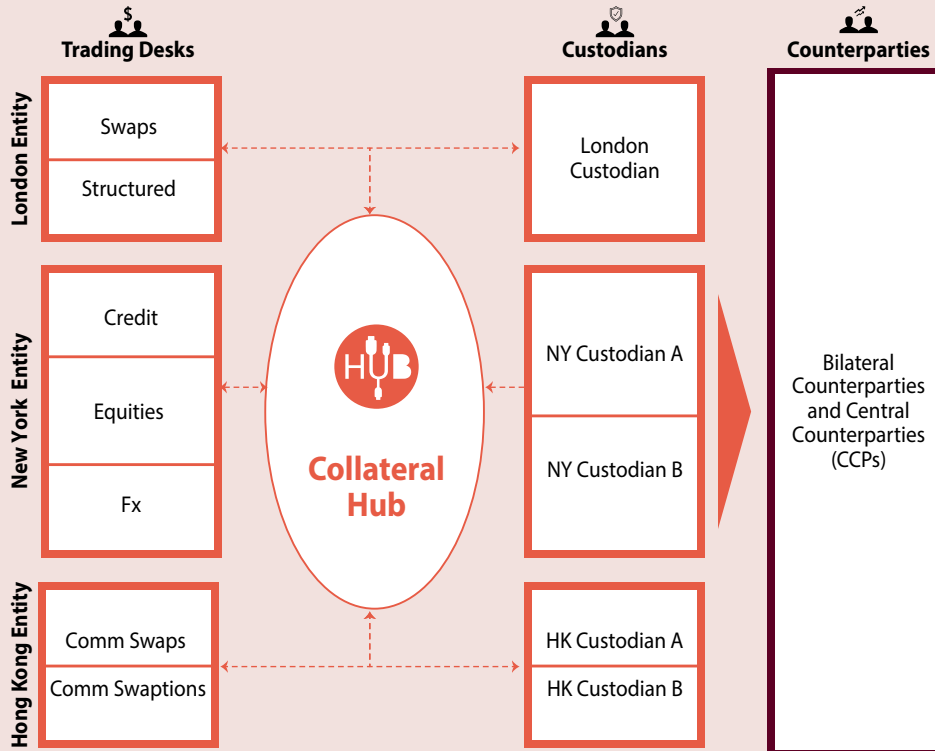 $
Trading Desks
Custodians
Counterparties
London Entity
Swaps
Structured
London
Custodian
New York Entity
Credit
Equities
Fx
HUB
Collateral
Hub
NY Custodian A
NY Custodian B
Bilateral
Counterparties
and Central
Counterparties
(CCPs)
Hong Kong Entity
Comm Swaps
Comm Swaptions
HK Custodian A
HK Custodian B